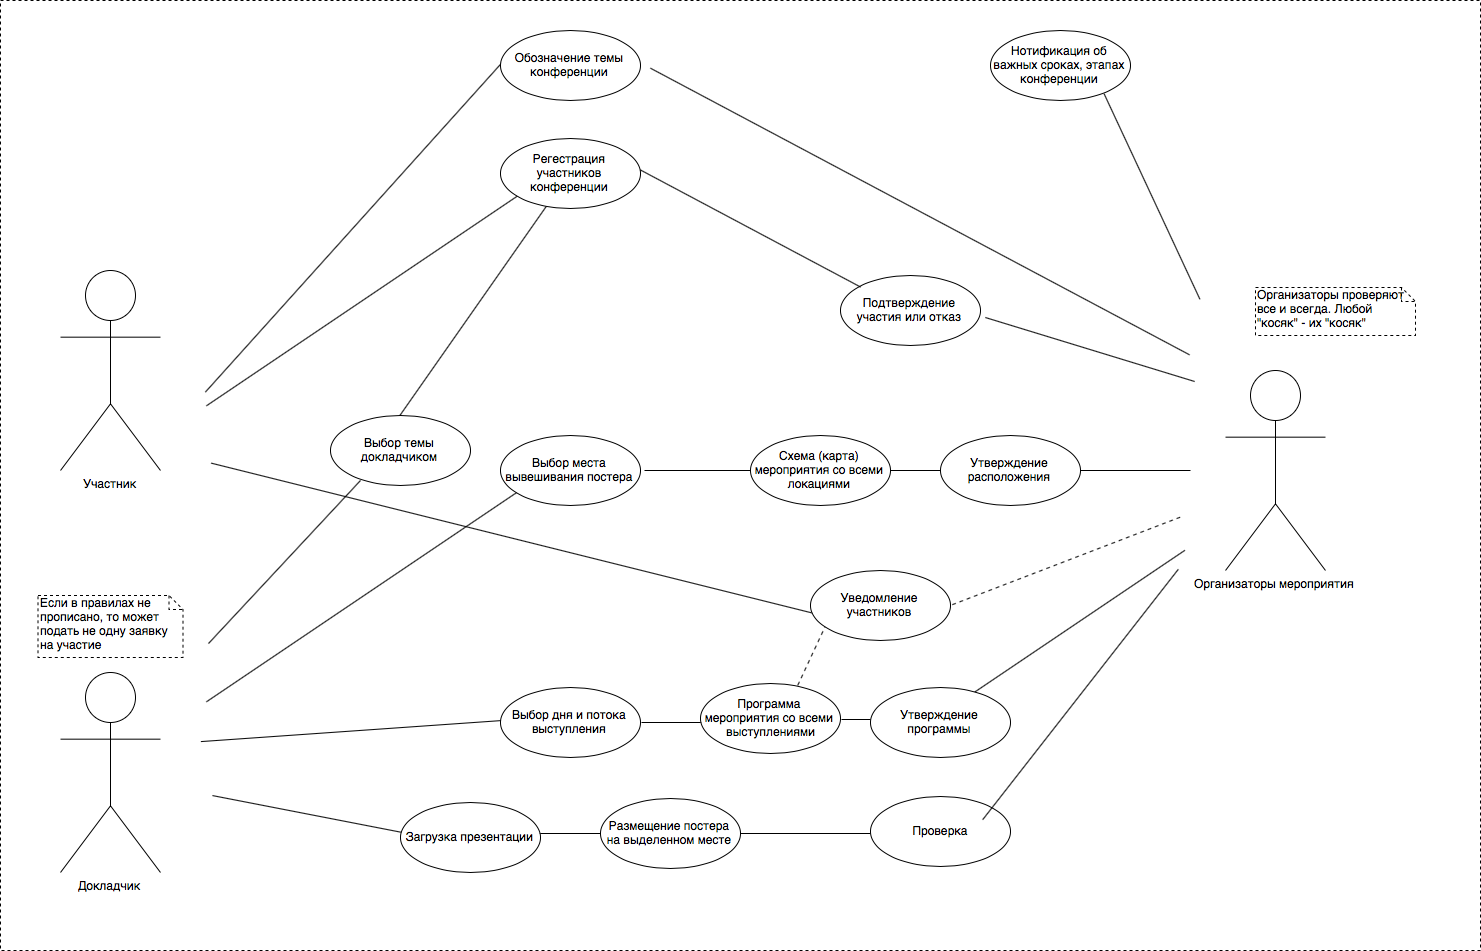 Обозначение темы
конференции
Нотификация об
важных сроках, этапах
конференции
Регестрация
участников
конференции
Подтверждение
участия или отказ
Организаторы проверяют
все и всегда. Любой
"косяк" - их "косяк"
Участник
Выбор темы
докладчиком
Выбор места
вывешивания постера
Схема (карта)
мероприятия со всеми
локациями
Утверждение
расположения
Организаторы мероприятия
Уведомление
участников
Если в правилах не
прописано, то может
подать не одну заявку
на участие
Выбор дня и потока
выступления
Программа
мероприятия со всеми
выступлениями
Утверждение
программы
Загрузка презентации
Размещение постера
на выделенном месте
Проверка
Докладчик